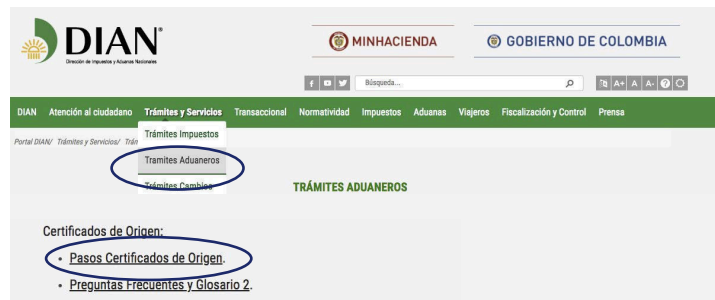 DIAN®
Dirección de Impuestos y Aduanas Nacionales
MINHACIENDA
GOBIERNO DE COLOMBIA
Búsqueda...
A+ A A- ?
DIAN Atención al ciudadano Trámites y Servicios Transaccional Normatividad Impuestos Aduanas Viajeros Fiscalización y Control Prensa
Trámites Impuestos
Portal DIAN/ Trámites y Servicios/ Trám
Tramites Aduaneros
Trámites Cambios
TRÁMITES ADUANEROS
Certificados de Origen:
• Pasos Certificados de Origen.
• Preguntas Frecuentes y Glosario 2.